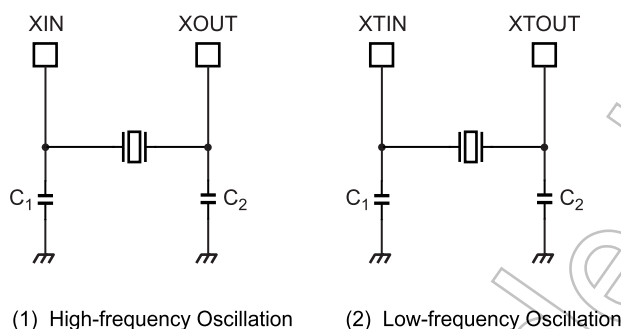 XIN XOUT XTIN XTOUT
C1 C2 C1 C2
(1) High-frequency Oscillation (2) Low-frequency Oscillation